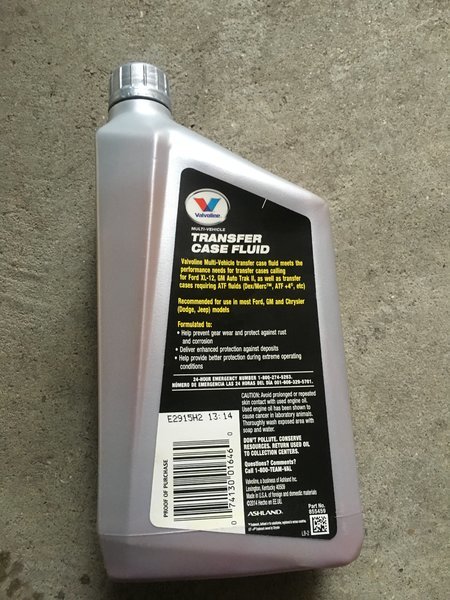 Valvoline
MULTI-VEHICLE
TRANSFER
CASE FLUID
Valvoline Multi-Vehicle transfer case fluid meets the
performance needs for transfer cases calling
for Ford XL-12, GM Auto Trak II, as well as transfer
cases requiring ATF fluids (Dex/Merc™, ATF +4®, etc)
Recommended for use in most Ford, GM and Chrysler
(Dodge, Jeep) models
Formulated to:
• Help prevent gear wear and protect against rust
and corrosion
• Deliver enhanced protection against deposits
• Help provide better protection during extreme operating
conditions
24-HOUR EMERGENCY NUMBER 1-800-274-5263.
NÚMERO DE EMERGENCIA LAS 24 HORAS DEL DÍA 001-606-329-5701.
CAUTION: Avoid prolonged or repeated
skin contact with used engine oil.
Used engine oil has been shown to
cause cancer in laboratory animals.
Thoroughly wash exposed area with
soap and water.
DON'T POLLUTE. CONSERVE
RESOURCES. RETURN USED OIL
TO COLLECTION CENTERS.
Questions? Comments?
Call 1-800-TEAM-VAL
Valvoline, a business of Ashland Inc.
Lexington, Kentucky 40509
Made in U.S.A. of foreign and domestic materials
©2014 Hecho en EE.UU.
ASHLAND
Part No.
855459
E2915H2 13:14
PROOF OF PURCHASE
0 74130 01646 0